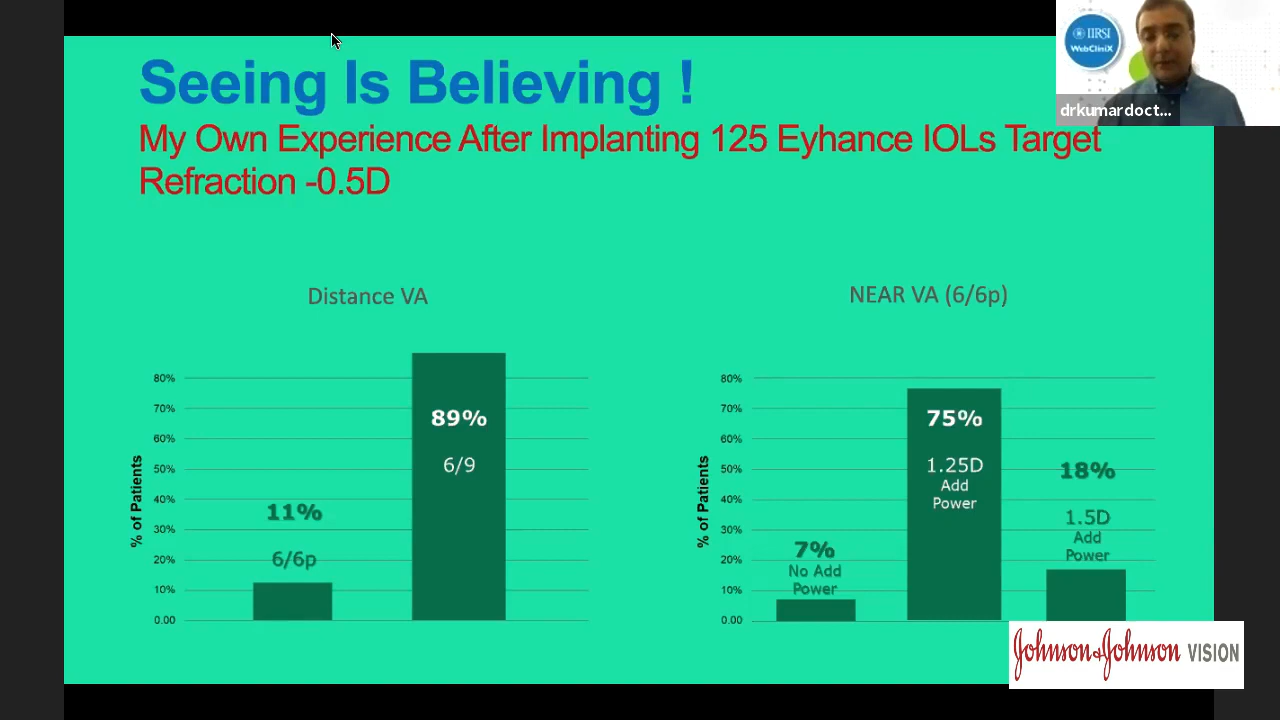 IIRSI
WebCliniX
drkumardoct...
Seeing Is Believing !
My Own Experience After Implanting 125 Eyhance IOLs Target
Refraction -0.5D
Distance VA
% of Patients
80%
70%
60%
50%
40%
30%
20%
10%
0.00
11%
6/6p
89%
6/9
NEAR VA (6/6p)
% of Patients
80%
70%
60%
50%
40%
30%
20%
10%
0.00
7%
No Add
Power
75%
1.25D
Add
Power
18%
1.5D
Add
Power
Johnson & Johnson VISION